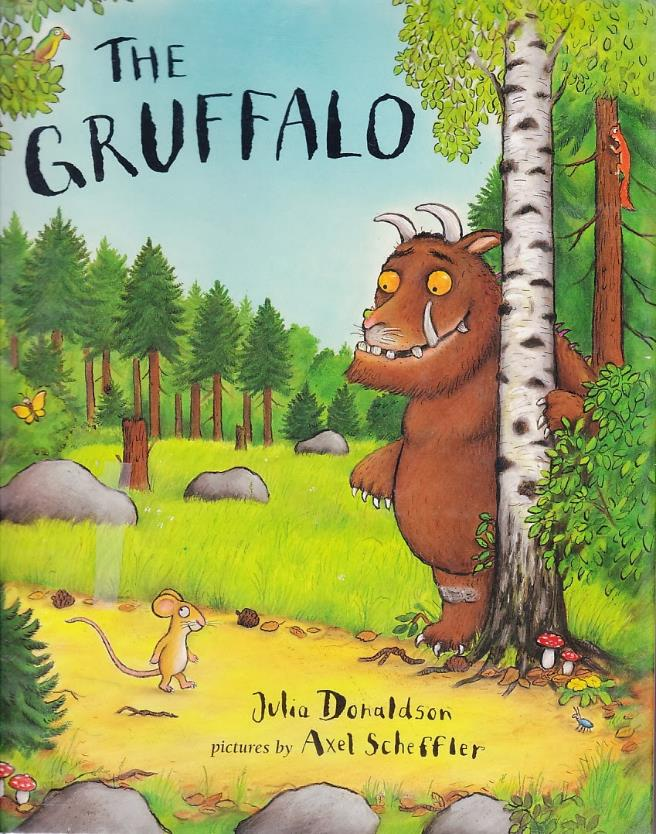 THE
GRUFFALO
Julia Donaldson
pictures by Axel Scheffler